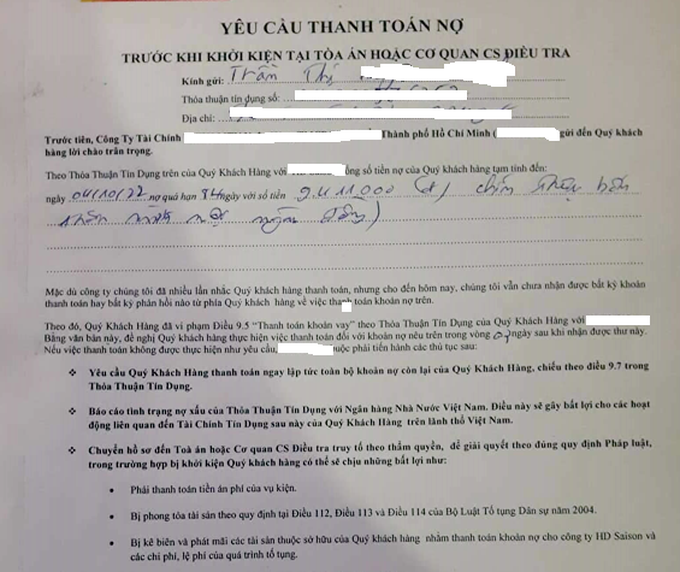 YÊU CẦU THANH TOÁN NỢ
TRƯỚC KHI KHỞI KIỆN TẠI TÒA ÁN HOẶC CƠ QUAN CS ĐIỀU TRA
Kính gửi: Trần Thị
Thỏa thuận tín dụng số:
Địa chỉ:
Trước tiên, Công Ty Tài Chính Thành phố Hồ Chí Minh ( gửi đến Quý khách
hàng lời chào trân trọng.
Theo Thỏa Thuận Tín Dụng trên của Quý Khách Hàng với ổng số tiền nợ của Quý khách hàng tạm tính đến:
ngày 04/10/22 nợ quá hạn 84 ngày với số tiền 9.411.000 (đ) chín triệu bốn
trăm mười một ngàn đồng)
Mặc dù công ty chúng tôi đã nhiều lần nhắc Quý khách hàng thanh toán, nhưng cho đến hôm nay, chúng tôi vẫn chưa nhận được bất kỳ khoản
thanh toán hay bất kỳ phản hồi nào từ phía Quý khách hàng về việc thanh toán khoản nợ trên.
Theo đó, Quý Khách Hàng đã vi phạm Điều 9.5 "Thanh toán khoản vay" theo Thỏa Thuận Tín Dụng của Quý Khách Hàng với
Bằng văn bản này, đề nghị Quý khách hàng thực hiện việc thanh toán đối với khoản nợ nêu trên trong vòng ngày sau khi nhận được thư này.
Nếu việc thanh toán không được thực hiện như yêu cầu, buộc phải tiến hành các thủ tục sau:
❖ Yêu cầu Quý Khách Hàng thanh toán ngay lập tức toàn bộ khoản nợ còn lại của Quý Khách Hàng, chiếu theo điều 9.7 trong
Thỏa Thuận Tín Dụng.
❖ Báo cáo tình trạng nợ xấu của Thỏa Thuận Tín Dụng với Ngân hàng Nhà Nước Việt Nam. Điều này sẽ gây bất lợi cho các hoạt
động liên quan đến Tài Chính Tín Dụng sau này của Quý Khách Hàng trên lãnh thổ Việt Nam.
❖ Chuyển hồ sơ đến Toà án hoặc Cơ quan CS Điều tra truy tố theo thẩm quyền, để giải quyết theo đúng quy định Pháp luật,
trong trường hợp bị khởi kiện Quý khách hàng có thể sẽ chịu những bất lợi như:
• Phải thanh toán tiền án phí của vụ kiện.
• Bị phong tỏa tài sản theo quy định tại Điều 112, Điều 113 và Điều 114 của Bộ Luật Tố tụng Dân sự năm 2004.
• Bị kê biên và phát mãi các tài sản thuộc sở hữu của Quý khách hàng nhằm thanh toán khoản nợ cho công ty HD Saison và
các chi phí, lệ phí của quá trình tố tụng.